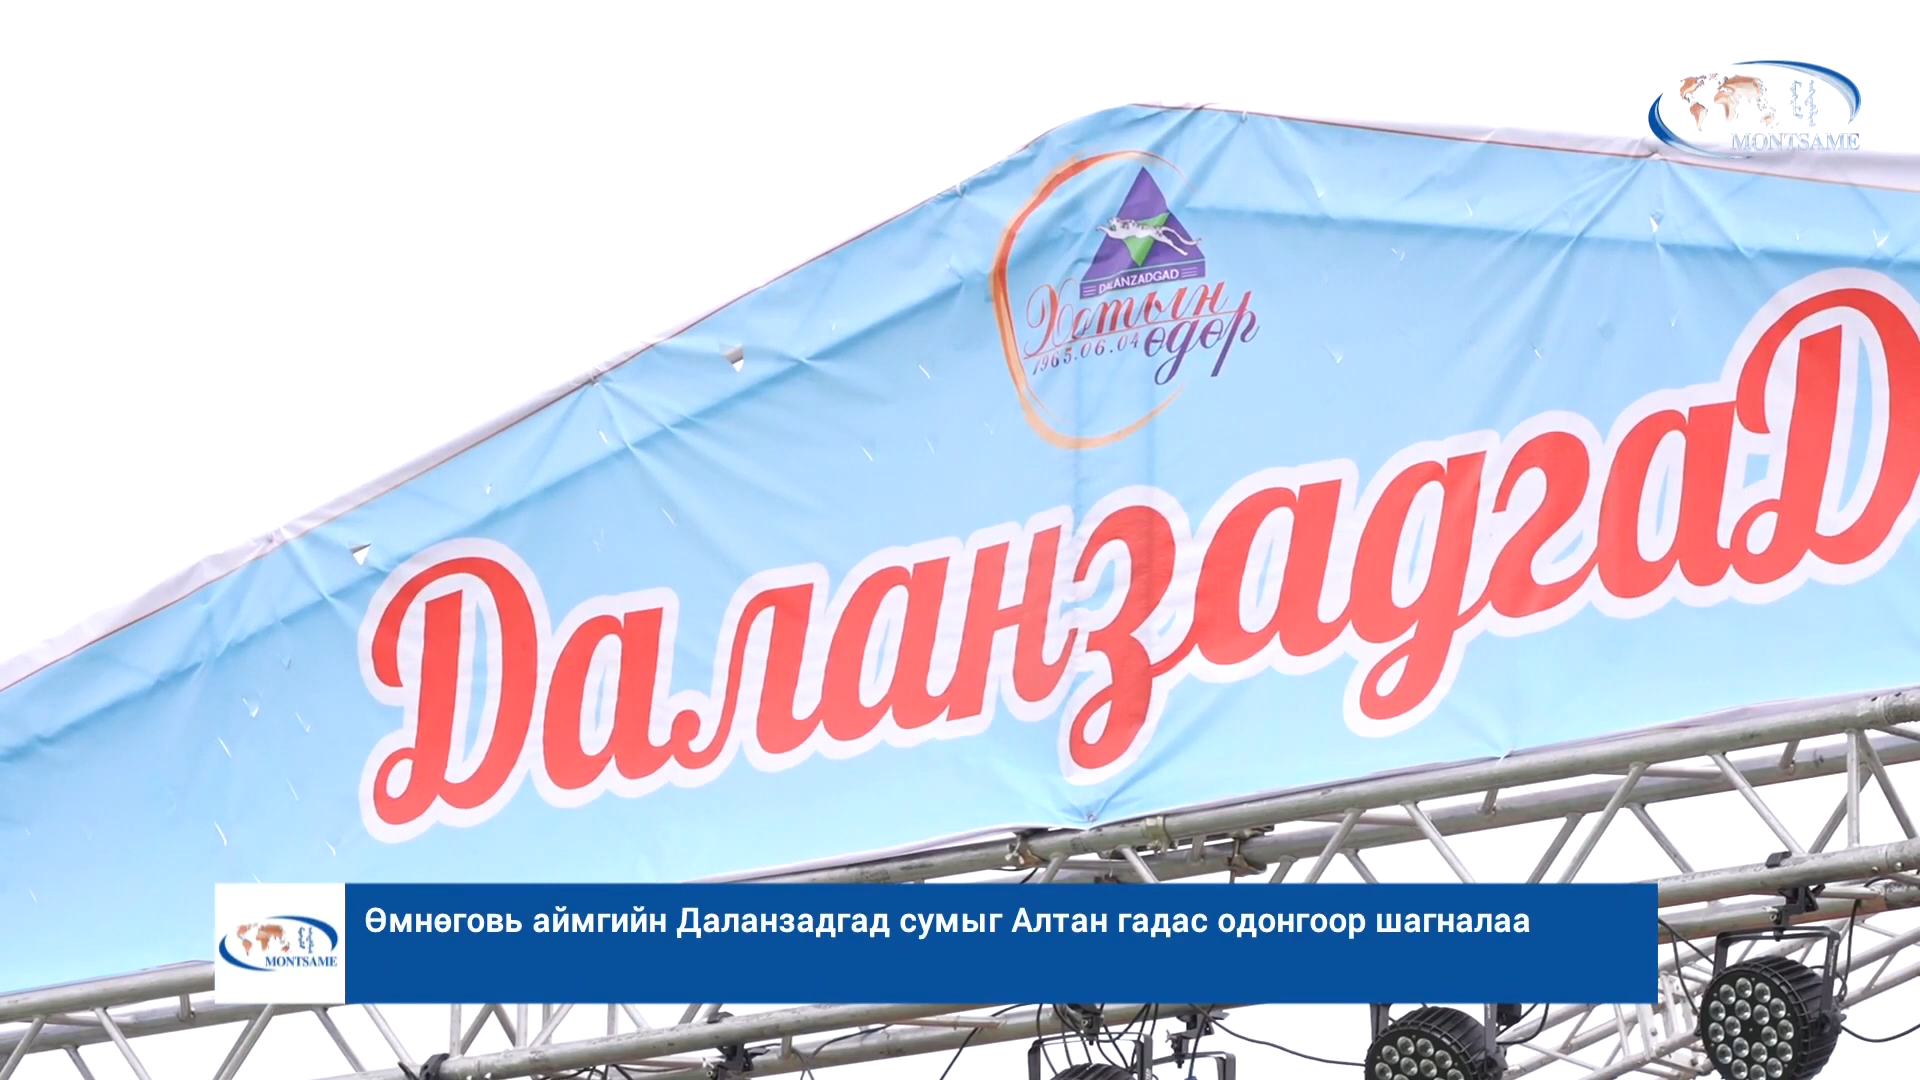 MONTSAME
DALANZADGAD
Хотын
1965.06.04 өдөр
ДаланзадгаД
Өмнөговь аймгийн Даланзадгад сумыг Алтан гадас одонгоор шагналаа
MONTSAME